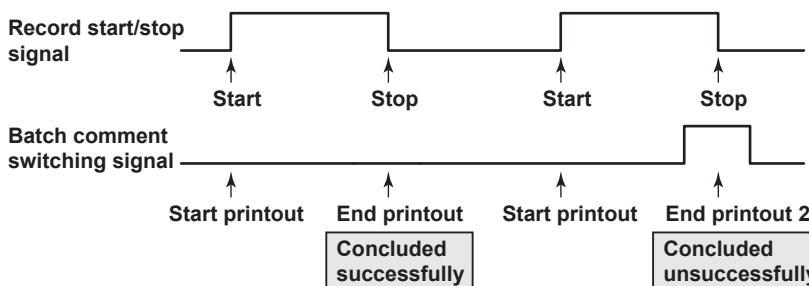 Record start/stop
signal
Start
Stop
Start
Stop
Batch comment
switching signal
Start printout
End printout
Start printout
End printout 2
Concluded
successfully
Concluded
unsuccessfully